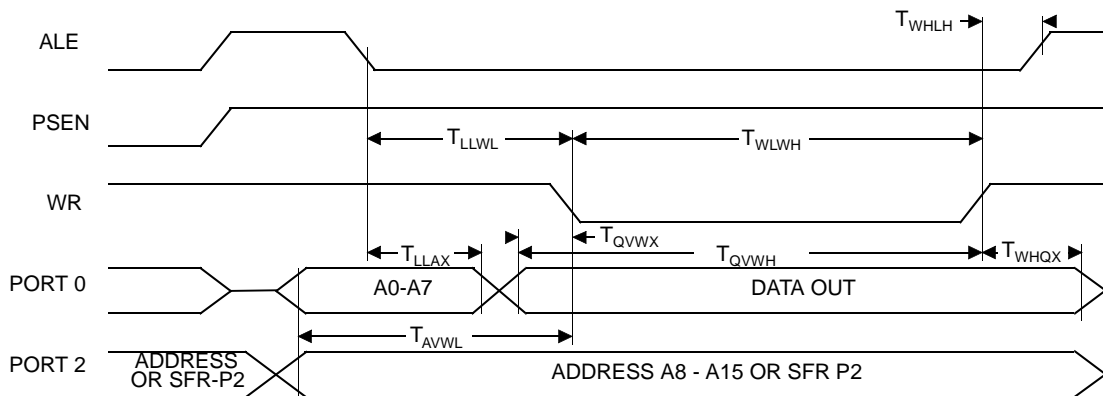 ALE
TWHLH
PSEN
TLLWL
TWLWH
WR
TQVWX
TLLAX
TQVWH
TWHQX
PORT 0
A0-A7
DATA OUT
TAVWL
PORT 2
ADDRESS
OR SFR-P2
ADDRESS A8 - A15 OR SFR P2